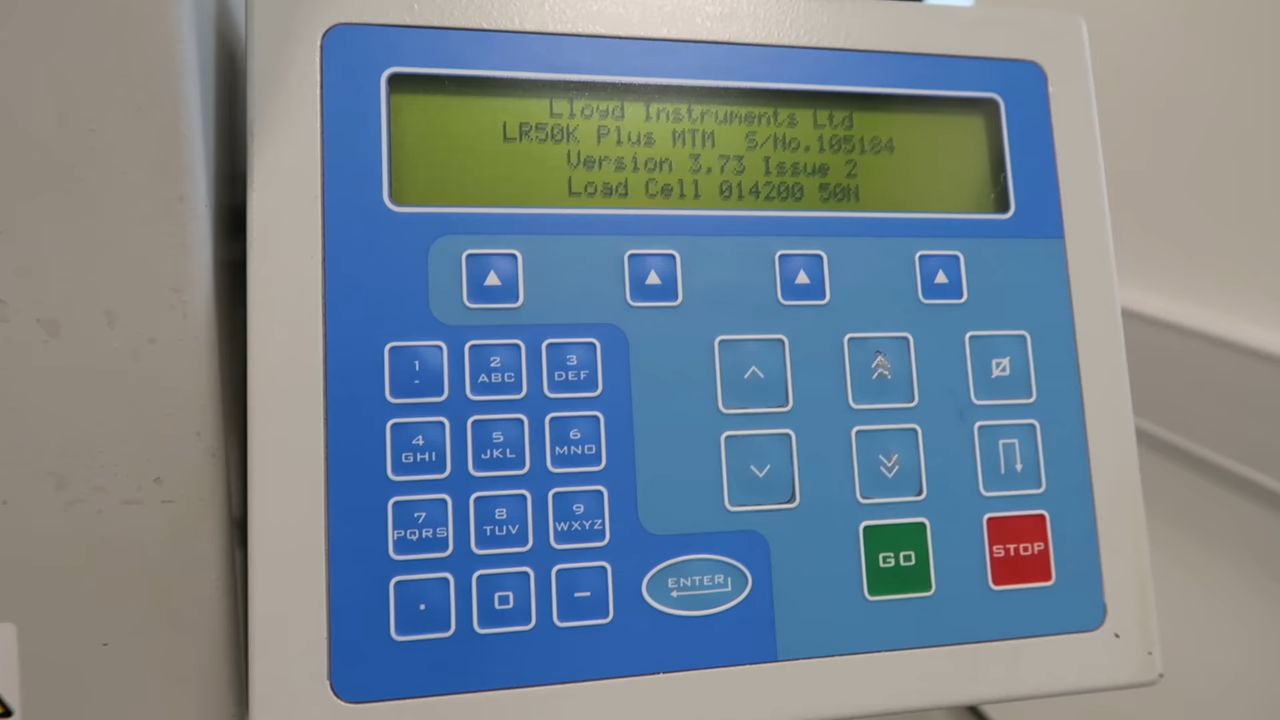 Lloyd Instruments Ltd
LR50K Plus MTM S/No.105184
Version 3.73 Issue 2
Load Cell 014200 50N
1
-
2
ABC
3
DEF
4
GHI
5
JKL
6
MNO
7
PQRS
8
TUV
9
WXYZ
.
0
-
ENTER
GO
STOP